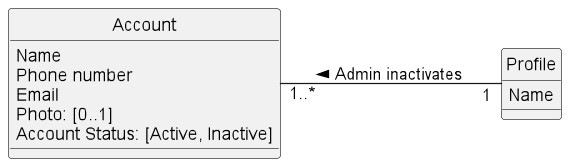 Account
Name
Phone number
Email
Photo: [0..1]
Account Status: [Active, Inactive]
◄ Admin inactivates
1..*
1
Profile
Name